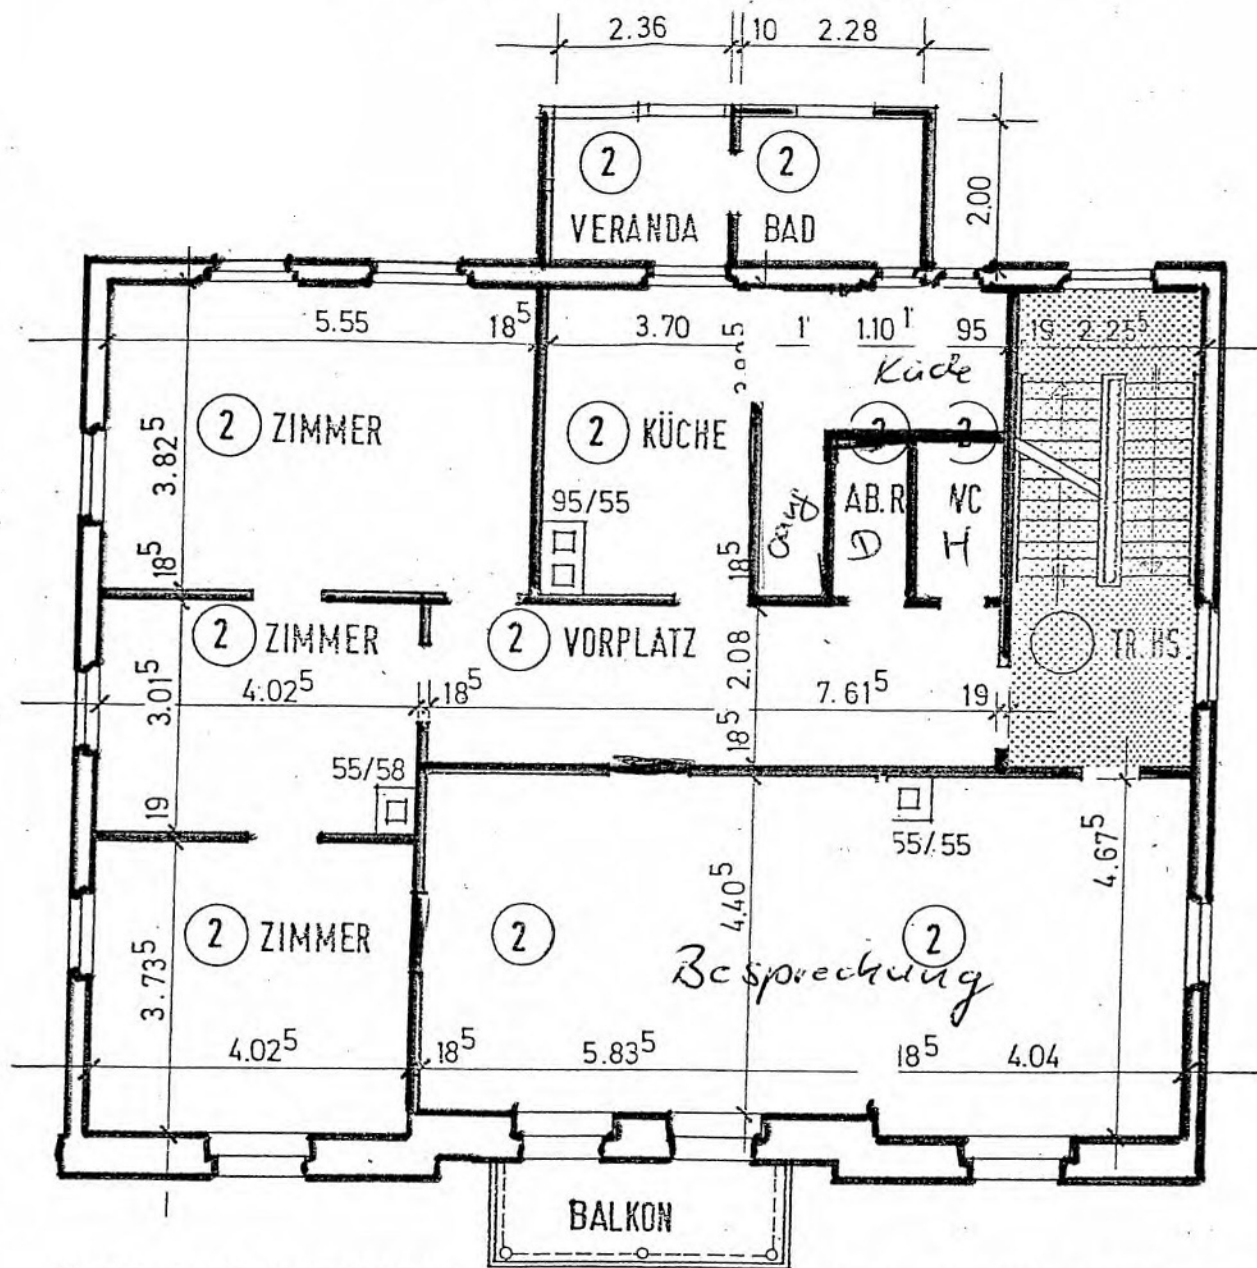 2.36 10 2.28
2 2
2.00
VERANDA BAD
5.55 18⁵ 3.70 1.10 95 19 2.25⁵
Küche
2 ZIMMER 2 KÜCHE 2 2
3.82⁵
95/55
AB.R WC
D H
18⁵ 18⁵
2 ZIMMER 2 VORPLATZ TR.HS
3.01⁵ 2.08
4.02⁵ 18⁵ 7.61⁵ 19
18⁵
55/58
19
55/55
4.67⁵
4.40⁵
2 ZIMMER 2 2
Besprechung
3.73⁵
4.02⁵ 18⁵ 5.83⁵ 18⁵ 4.04
BALKON